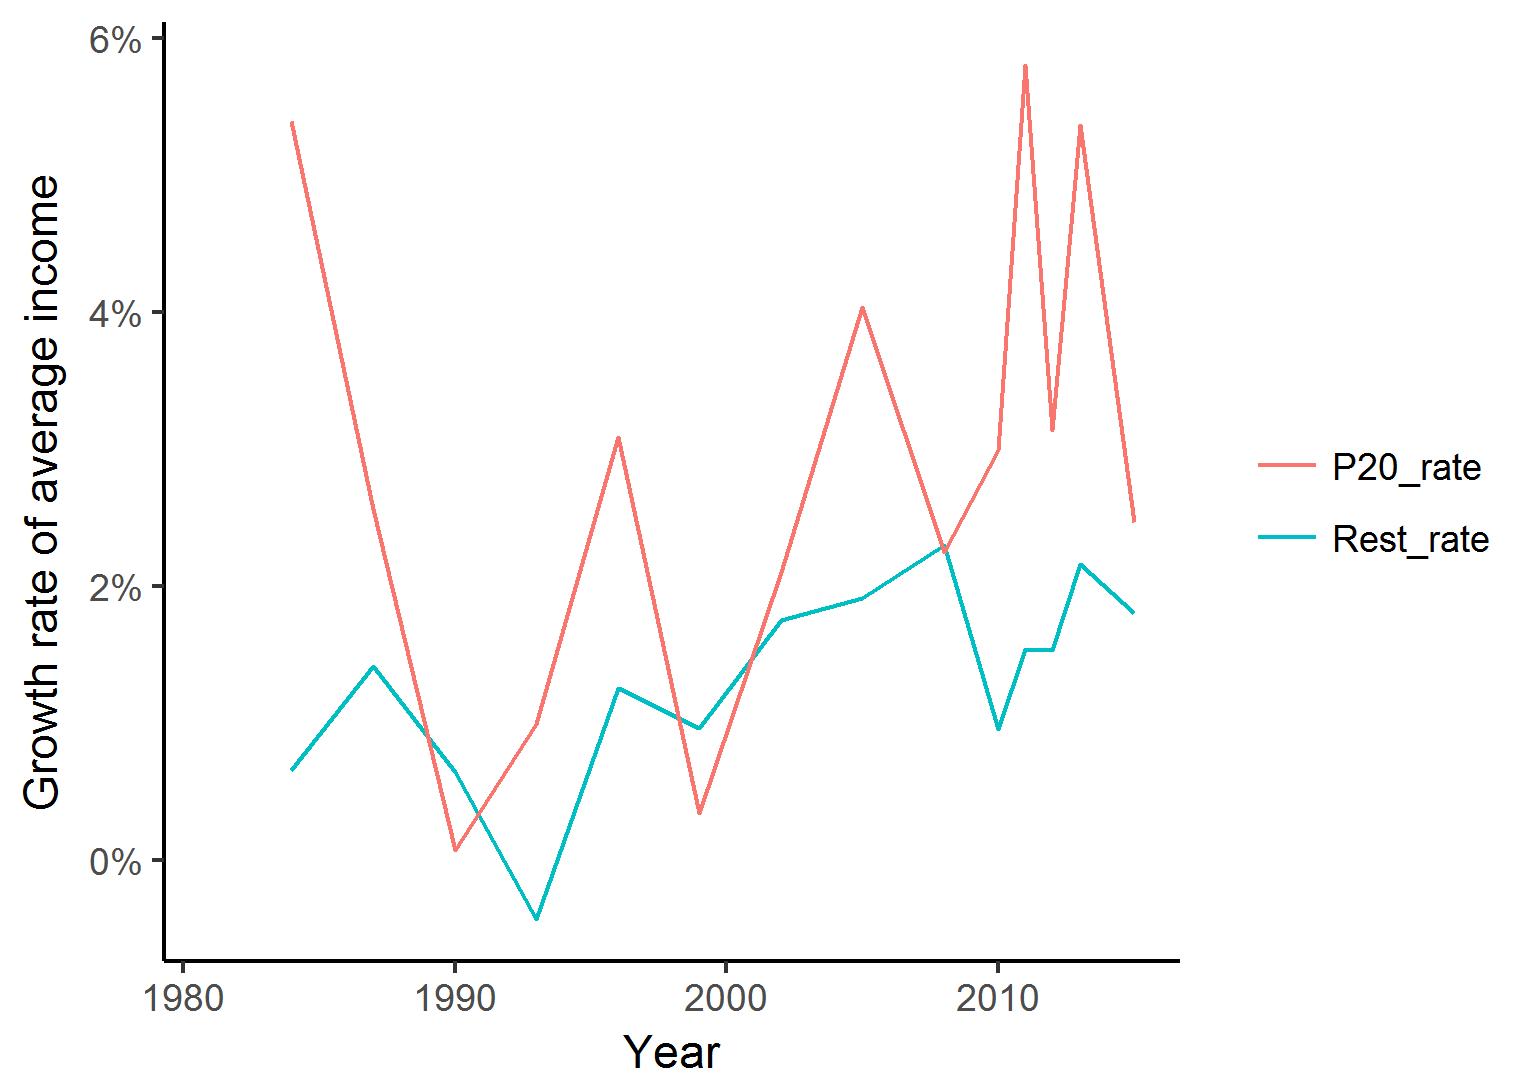 Growth rate of average income
6%
4%
2%
0%
1980
1990
2000
2010
Year
P20_rate
Rest_rate